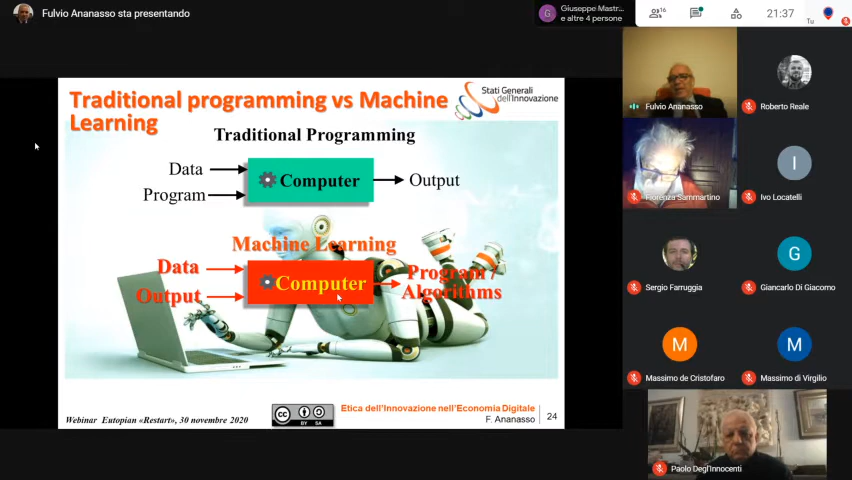 Fulvio Ananasso sta presentando
G
Giuseppe Mastr...
e altre 4 persone
16
21:37
Tu
Traditional programming vs Machine
Learning
Stati Generali
dell'Innovazione
Traditional Programming
Data
Program
Computer
Output
Machine Learning
Data
Output
Computer
Program /
Algorithms
Webinar Eutopian «Restart», 30 novembre 2020
CC
BY SA
Etica dell'Innovazione nell'Economia Digitale
F. Ananasso
24
Fulvio Ananasso
Roberto Reale
Fiorenza Sammartino
I
Ivo Locatelli
Sergio Farruggia
G
Giancarlo Di Giacomo
M
Massimo de Cristofaro
M
Massimo di Virgilio
Paolo Degl'Innocenti